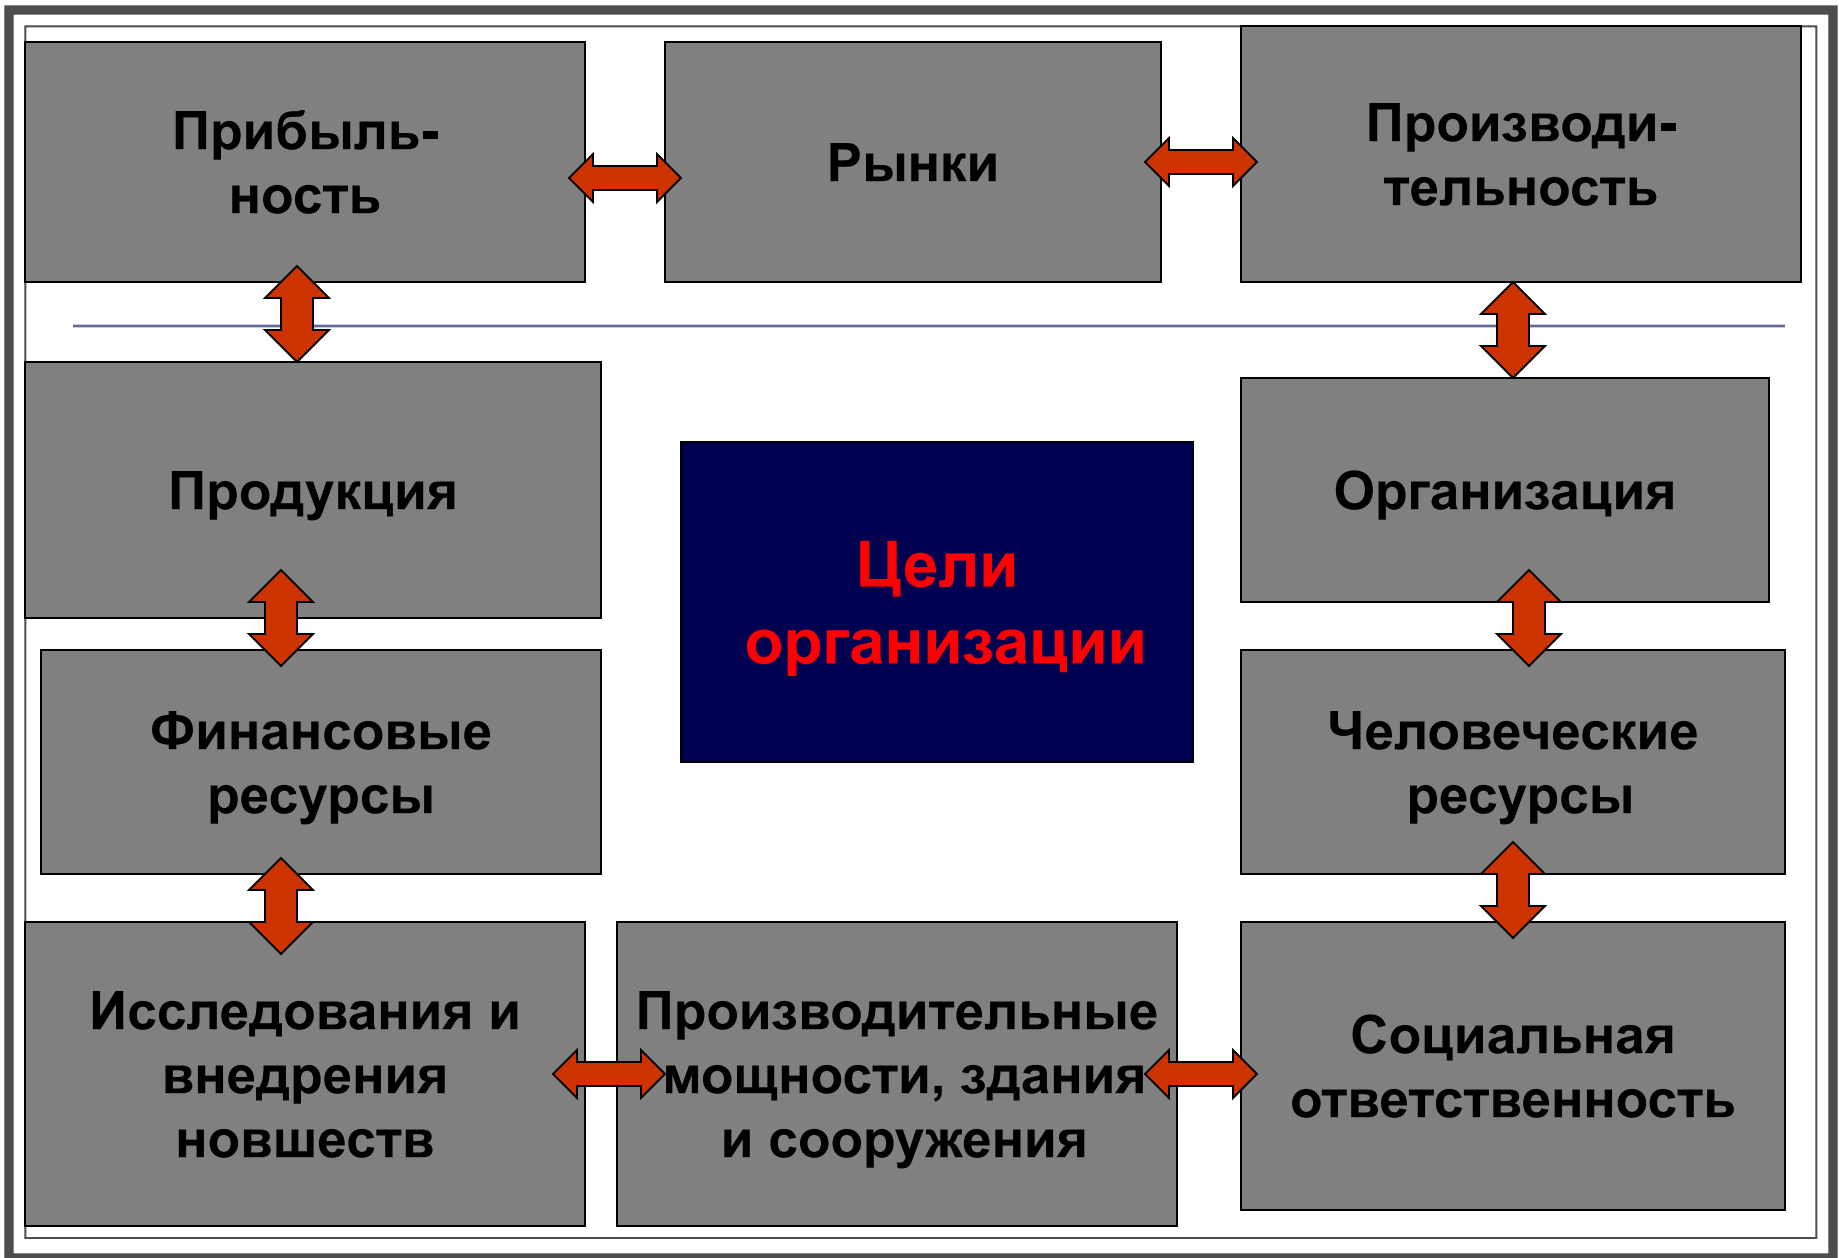 Прибыль-
ность
Рынки
Производи-
тельность
Продукция
Цели
организации
Организация
Финансовые
ресурсы
Человеческие
ресурсы
Исследования и
внедрения
новшеств
Производительные
мощности, здания
и сооружения
Социальная
ответственность